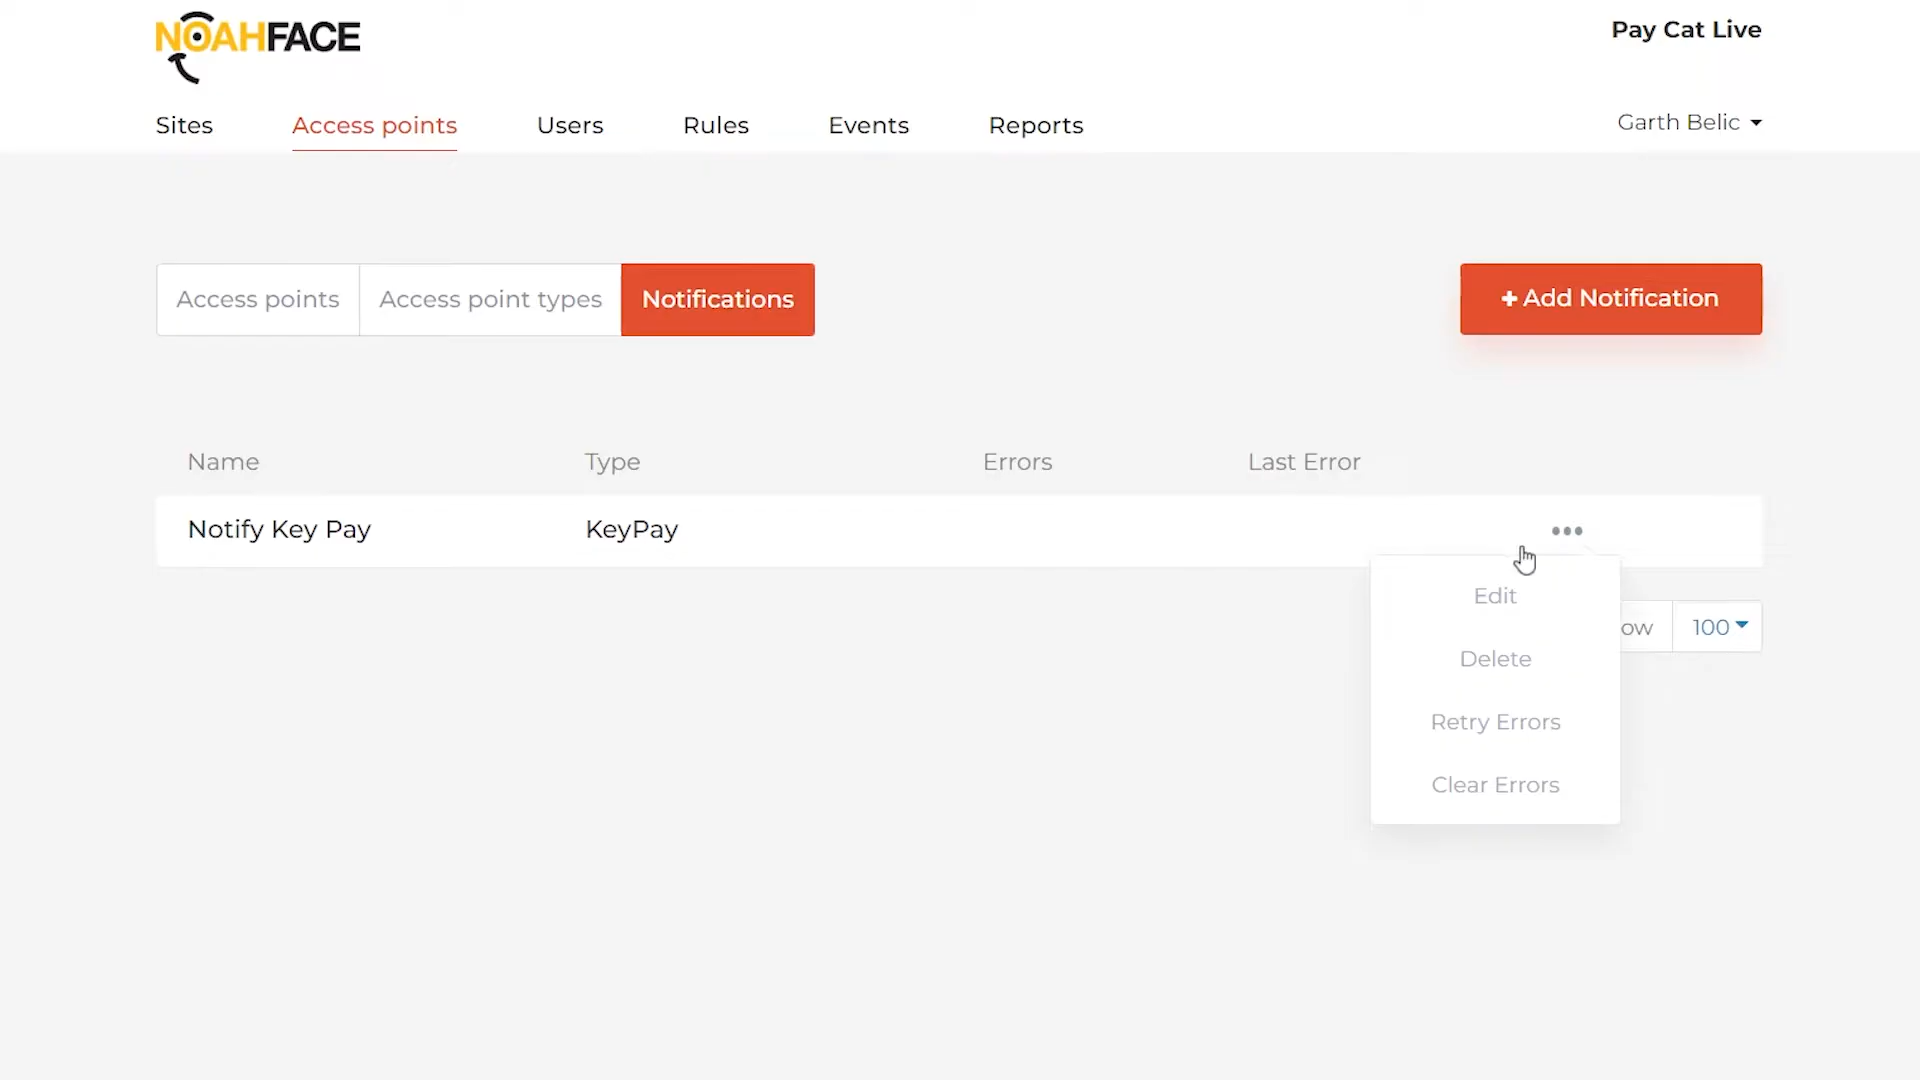 NOAHFACE
Pay Cat Live
Sites Access points Users Rules Events Reports
Garth Belic
Access points Access point types Notifications
+ Add Notification
Name Type Errors Last Error
Notify Key Pay KeyPay
Edit
Delete
Retry Errors
Clear Errors
ow 100